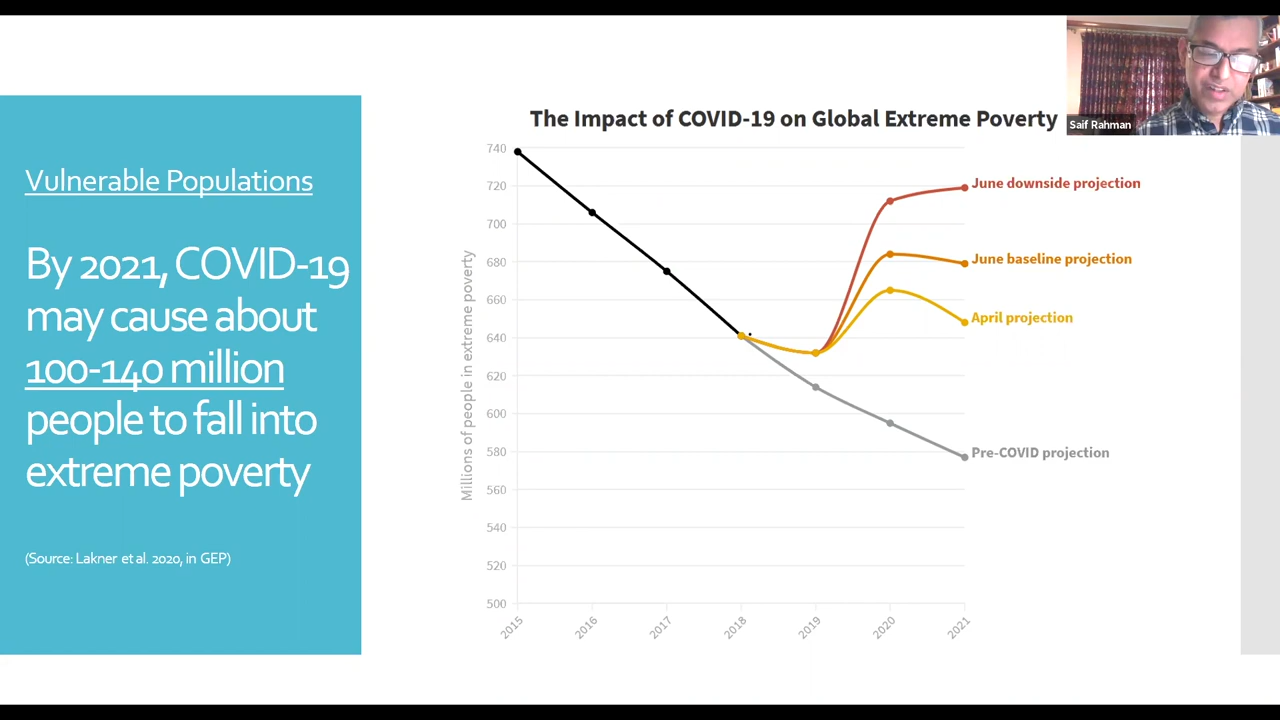 Vulnerable Populations
By 2021, COVID-19
may cause about
100-140 million
people to fall into
extreme poverty
(Source: Lakner et al. 2020, in GEP)
The Impact of COVID-19 on Global Extreme Poverty
Millions of people in extreme poverty
740
720
700
680
660
640
620
600
580
560
540
520
500
2015
2016
2017
2018
2019
2020
2021
June downside projection
June baseline projection
April projection
Pre-COVID projection
Saif Rahman